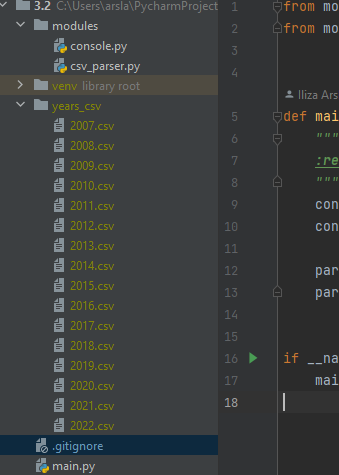 3.2 C:\Users\arsla\PycharmProject
modules
console.py
csv_parser.py
venv library root
years_csv
2007.csv
2008.csv
2009.csv
2010.csv
2011.csv
2012.csv
2013.csv
2014.csv
2015.csv
2016.csv
2017.csv
2018.csv
2019.csv
2020.csv
2021.csv
2022.csv
.gitignore
main.py
1 from mo
2 from mo
3
4
Iliza Ars
5 def mai
6 """
7 :re
8 """
9 con
10 con
11
12 par
13 par
14
15
16 if __na
17 mai
18